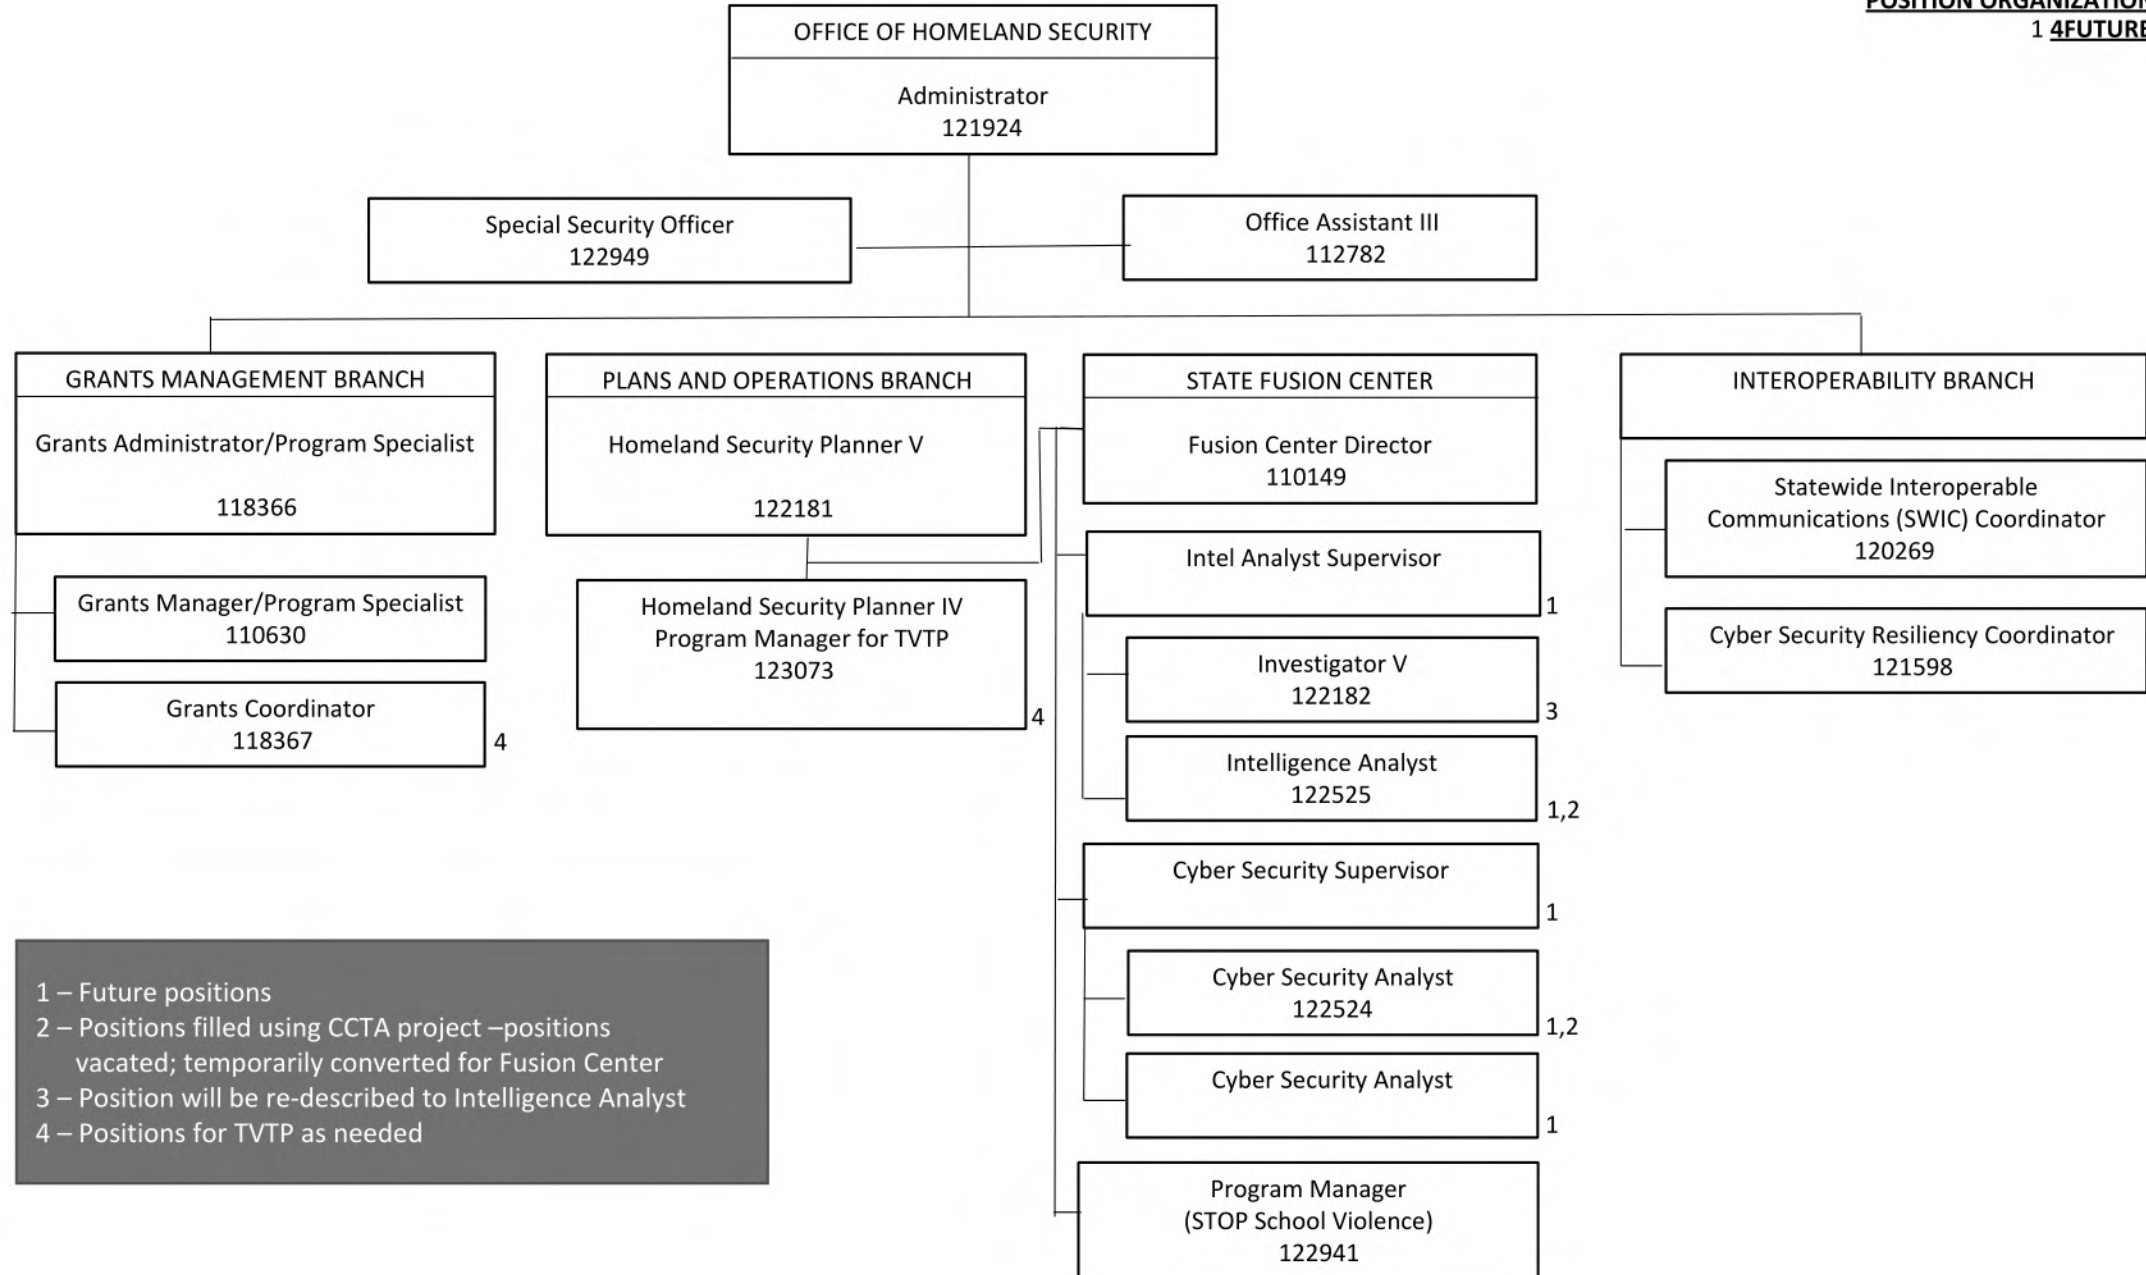 POSITION ORGANIZATION
1 4FUTURE
OFFICE OF HOMELAND SECURITY
Administrator
121924
Special Security Officer
122949
Office Assistant III
112782
GRANTS MANAGEMENT BRANCH
Grants Administrator/Program Specialist
118366
Grants Manager/Program Specialist
110630
Grants Coordinator
118367
4
PLANS AND OPERATIONS BRANCH
Homeland Security Planner V
122181
Homeland Security Planner IV
Program Manager for TVTP
123073
4
STATE FUSION CENTER
Fusion Center Director
110149
Intel Analyst Supervisor
1
Investigator V
122182
3
Intelligence Analyst
122525
1,2
Cyber Security Supervisor
1
Cyber Security Analyst
122524
1,2
Cyber Security Analyst
1
Program Manager
(STOP School Violence)
122941
INTEROPERABILITY BRANCH
Statewide Interoperable
Communications (SWIC) Coordinator
120269
Cyber Security Resiliency Coordinator
121598
1 – Future positions
2 – Positions filled using CCTA project –positions
vacated; temporarily converted for Fusion Center
3 – Position will be re-described to Intelligence Analyst
4 – Positions for TVTP as needed